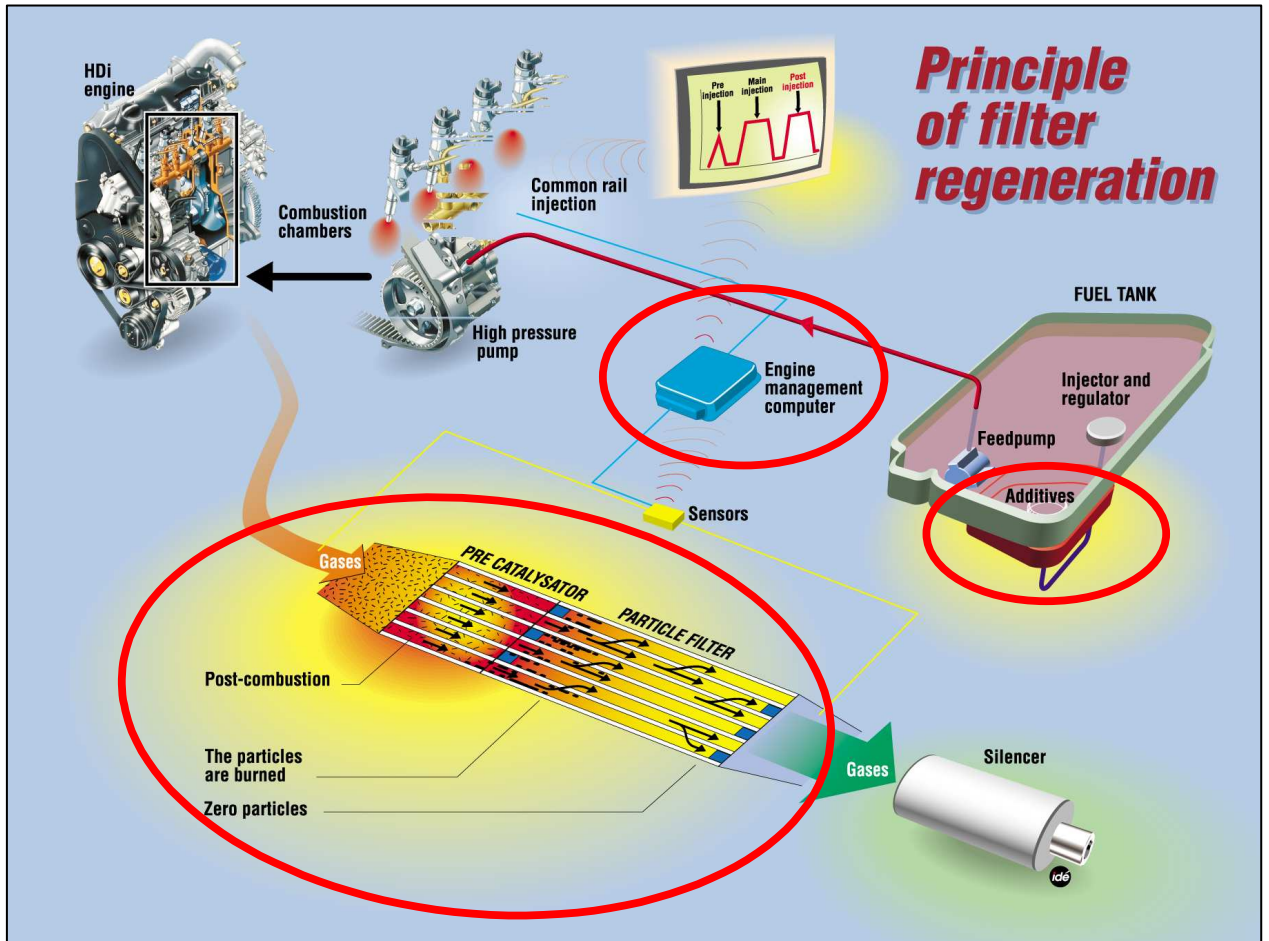 Principle
of filter
regeneration
HDi
engine
Pre
injection
Main
injection
Post
injection
Common rail
injection
Combustion
chambers
High pressure
pump
Engine
management
computer
FUEL TANK
Injector and
regulator
Feedpump
Additives
Sensors
Gases
PRE CATALYSATOR
PARTICLE FILTER
Post-combustion
The particles
are burned
Zero particles
Gases
Silencer
idé